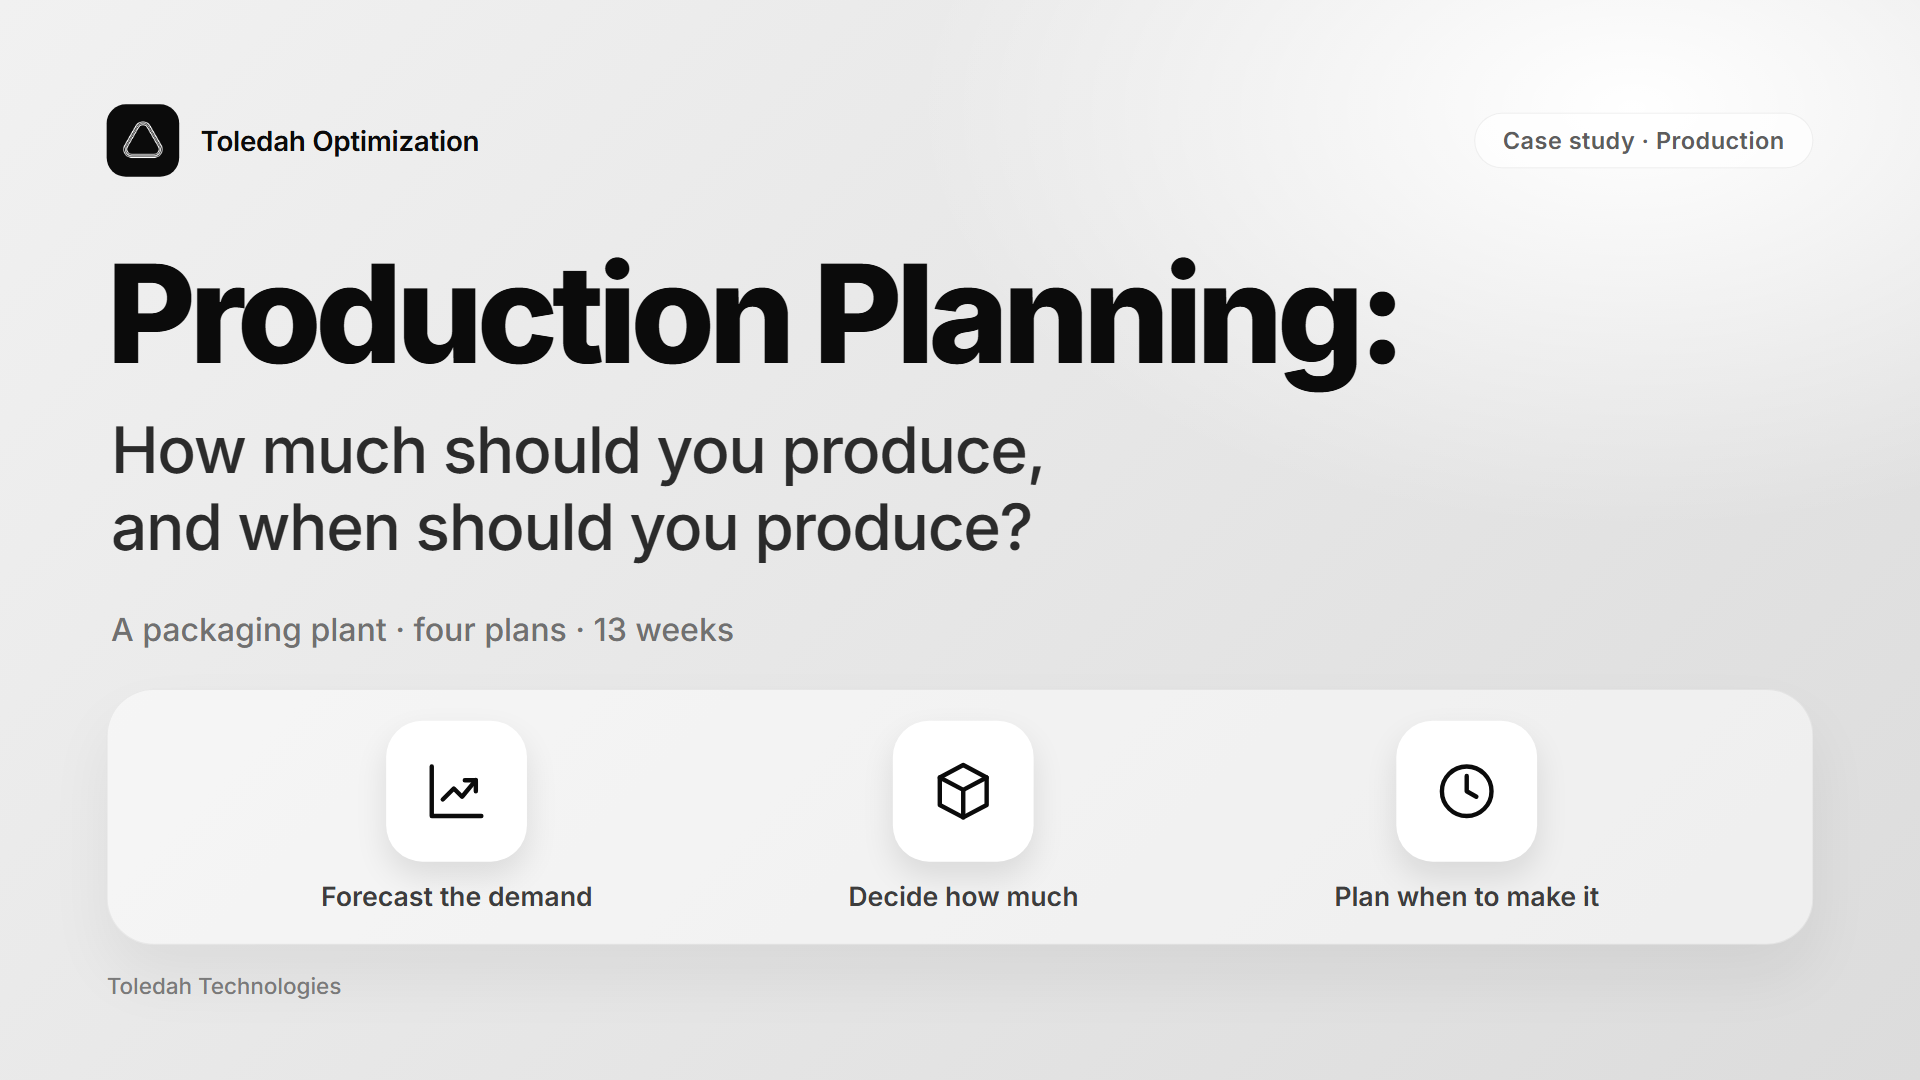 Toledah Optimization
Case study · Production
Production Planning:
How much should you produce,
and when should you produce?
A packaging plant · four plans · 13 weeks
Forecast the demand
Decide how much
Plan when to make it
Toledah Technologies